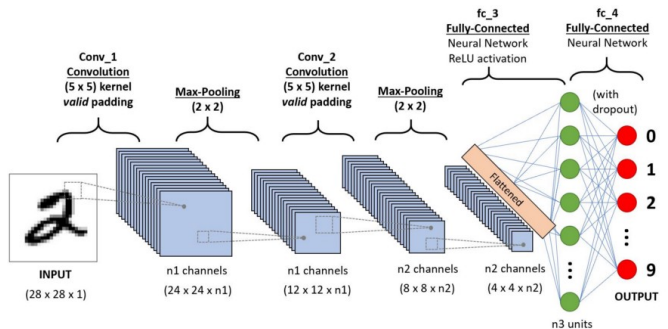 fc_3
Fully-Connected
Neural Network
ReLU activation
fc_4
Fully-Connected
Neural Network
Conv_1
Convolution
(5 x 5) kernel
valid padding
Max-Pooling
(2 x 2)
Conv_2
Convolution
(5 x 5) kernel
valid padding
Max-Pooling
(2 x 2)
(with
dropout)
Flattened
0
1
2
9
OUTPUT
2
INPUT
(28 x 28 x 1)
n1 channels
(24 x 24 x n1)
n1 channels
(12 x 12 x n1)
n2 channels
(8 x 8 x n2)
n2 channels
(4 x 4 x n2)
n3 units